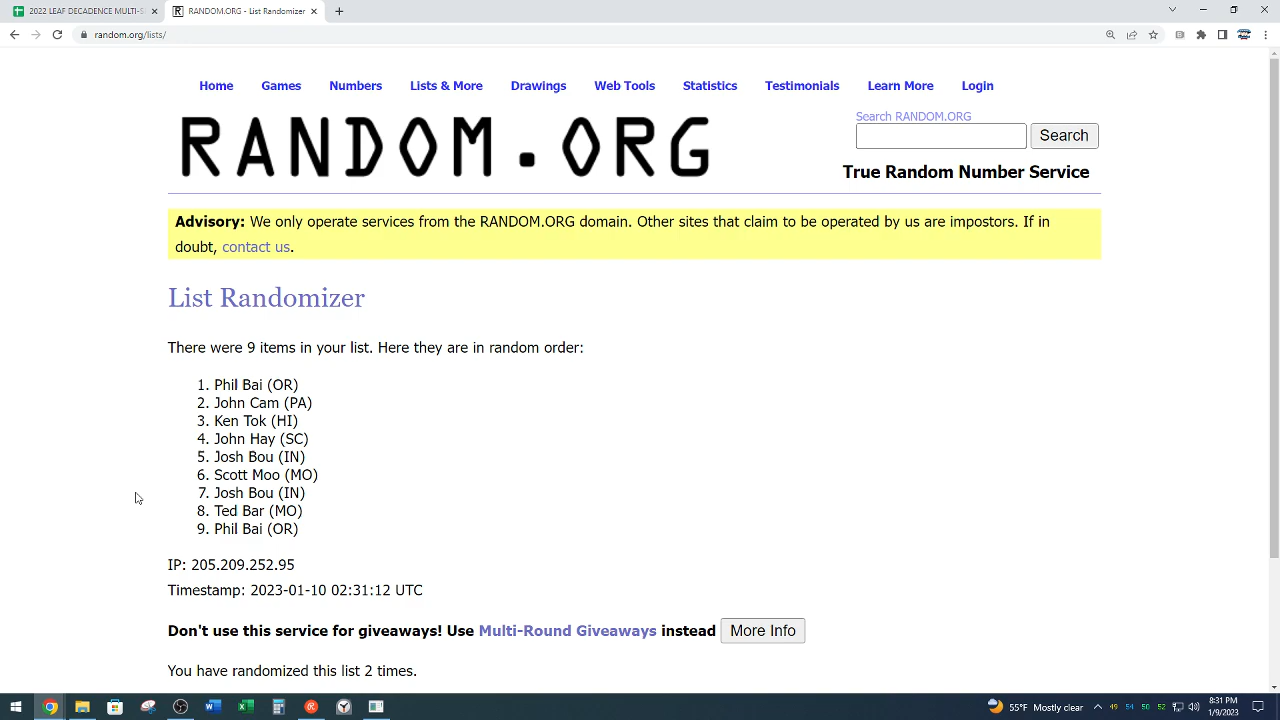 2022 LEAF DECADENCE MULTI-S
RANDOM.ORG - List Randomizer
random.org/lists/
Home Games Numbers Lists & More Drawings Web Tools Statistics Testimonials Learn More Login
RANDOM.ORG
Search RANDOM.ORG
Search
True Random Number Service
Advisory: We only operate services from the RANDOM.ORG domain. Other sites that claim to be operated by us are impostors. If in
doubt, contact us.
List Randomizer
There were 9 items in your list. Here they are in random order:
1. Phil Bai (OR)
2. John Cam (PA)
3. Ken Tok (HI)
4. John Hay (SC)
5. Josh Bou (IN)
6. Scott Moo (MO)
7. Josh Bou (IN)
8. Ted Bar (MO)
9. Phil Bai (OR)
IP: 205.209.252.95
Timestamp: 2023-01-10 02:31:12 UTC
Don't use this service for giveaways! Use Multi-Round Giveaways instead More Info
You have randomized this list 2 times.
55°F Mostly clear
49 54 50 52
8:31 PM
1/9/2023